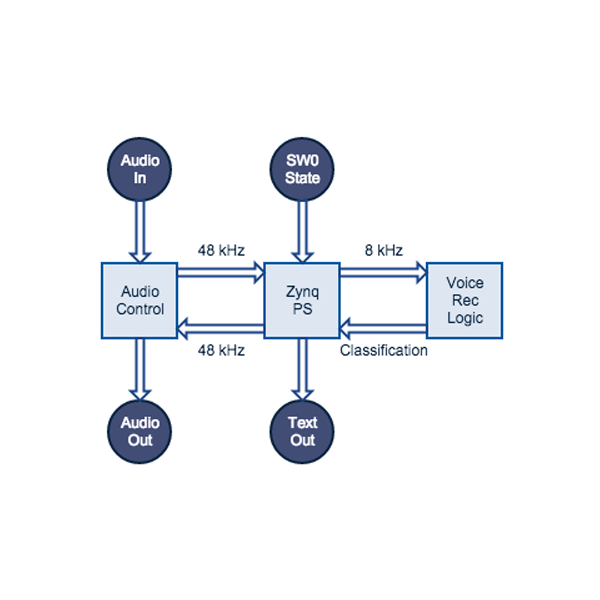 Audio
In
SW0
State
48 kHz
8 kHz
Audio
Control
Zynq
PS
Voice
Rec
Logic
48 kHz
Classification
Audio
Out
Text
Out